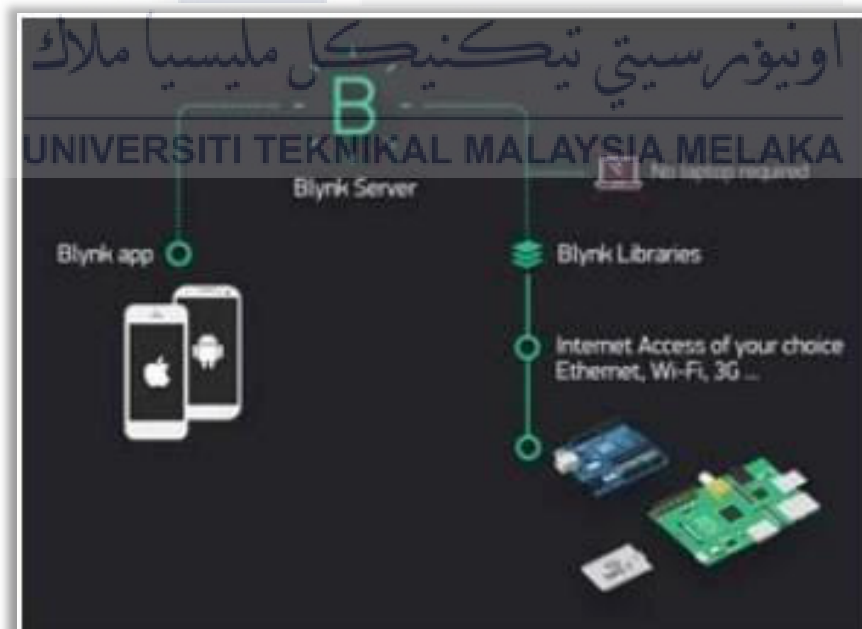 اونيۏرسيتي تيكنيكل مليسيا ملاك
UNIVERSITI TEKNIKAL MALAYSIA MELAKA
B
Blynk Server
No laptop required
Blynk app
Blynk Libraries
Internet Access of your choice
Ethernet, Wi-Fi, 3G ...